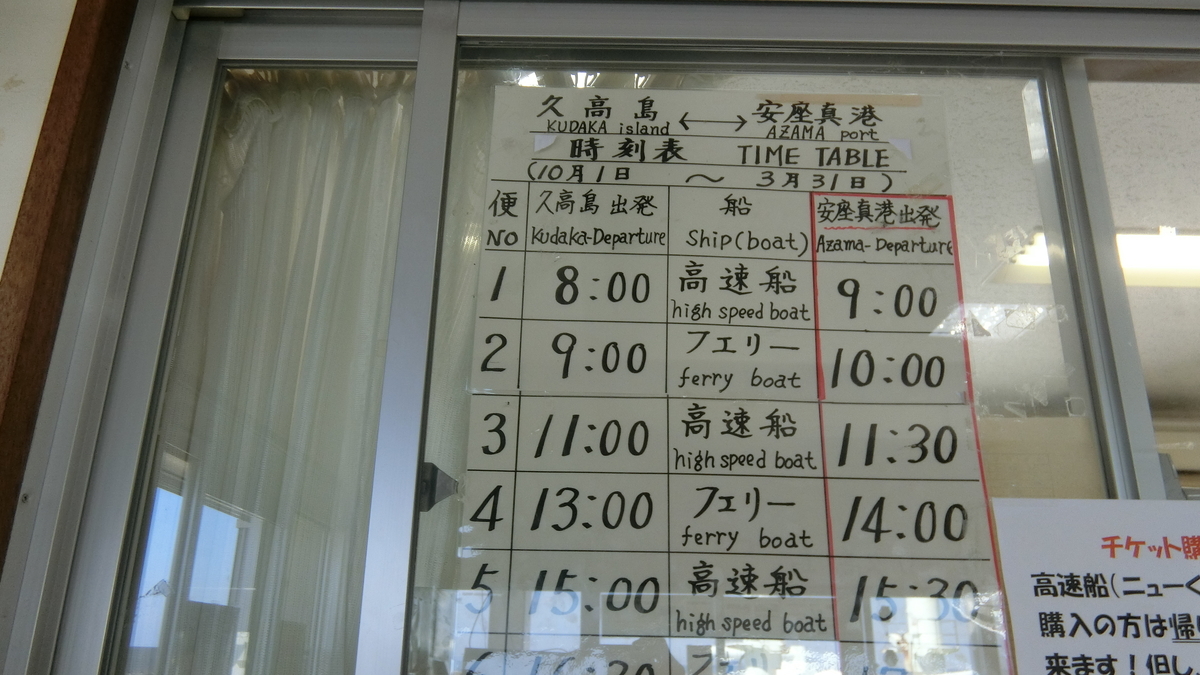 久高島 ←→ 安座真港
KUDAKA island AZAMA port
時刻表 TIME TABLE
(10月1日 ～ 3月31日)
便 久高島出発 船 安座真港出発
NO Kudaka-Departure Ship(boat) Azama-Departure
1 8:00 高速船 9:00
high speed boat
2 9:00 フェリー 10:00
ferry boat
3 11:00 高速船 11:30
high speed boat
4 13:00 フェリー 14:00
ferry boat
5 15:00 高速船 15:30
high speed boat
チケット購
高速船(ニューく
購入の方は帰り
来ます!但し